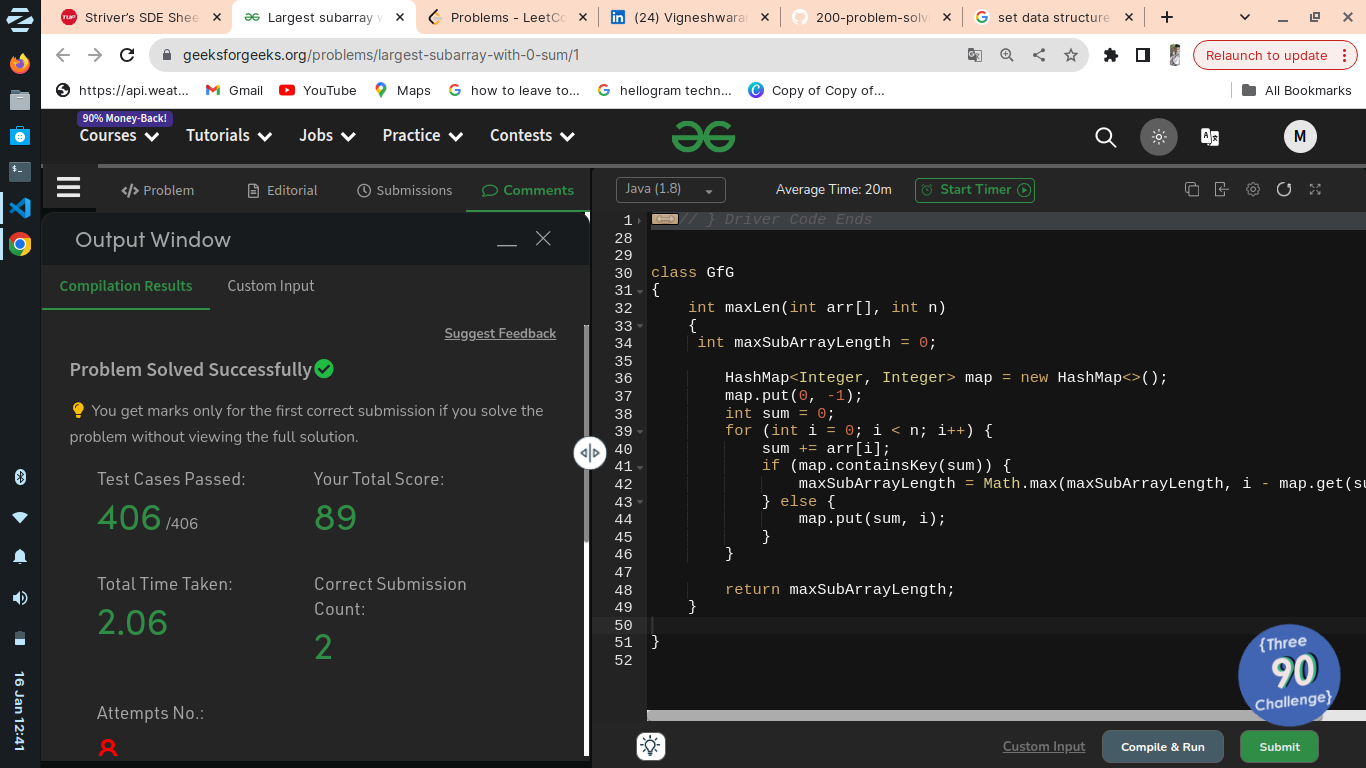 Striver's SDE Shee
Largest subarray w
Problems - LeetCo
(24) Vigneshwaran
200-problem-solvi
set data structure
geeksforgeeks.org/problems/largest-subarray-with-0-sum/1
Relaunch to update
https://api.weat...
Gmail
YouTube
Maps
how to leave to...
hellogram techn...
Copy of Copy of...
All Bookmarks
90% Money-Back!
Courses
Tutorials
Jobs
Practice
Contests
M
Problem
Editorial
Submissions
Comments
Java (1.8)
Average Time: 20m
Start Timer
Output Window
Compilation Results
Custom Input
Suggest Feedback
Problem Solved Successfully
You get marks only for the first correct submission if you solve the
problem without viewing the full solution.
Test Cases Passed:
406 /406
Your Total Score:
89
Total Time Taken:
2.06
Correct Submission
Count:
2
Attempts No.:
1 // } Driver Code Ends
28
29
30 class GfG
31 {
32 int maxLen(int arr[], int n)
33 {
34 int maxSubArrayLength = 0;
35
36 HashMap<Integer, Integer> map = new HashMap<>();
37 map.put(0, -1);
38 int sum = 0;
39 for (int i = 0; i < n; i++) {
40 sum += arr[i];
41 if (map.containsKey(sum)) {
42 maxSubArrayLength = Math.max(maxSubArrayLength, i - map.get(su
43 } else {
44 map.put(sum, i);
45 }
46 }
47
48 return maxSubArrayLength;
49 }
50
51 }
52
{Three
90
Challenge}
Custom Input
Compile & Run
Submit
16 Jan 12:41